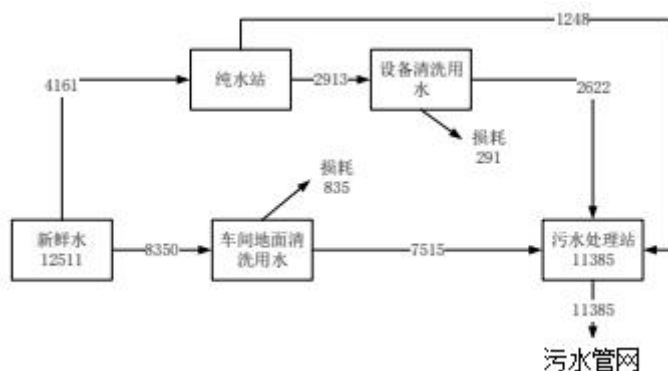 1248
纯水站
设备清洗用
水
4161
2913
2622
损耗
291
损耗
835
新鲜水
12511
8350
车间地面清
洗用水
7515
污水处理站
11385
11385
污水管网